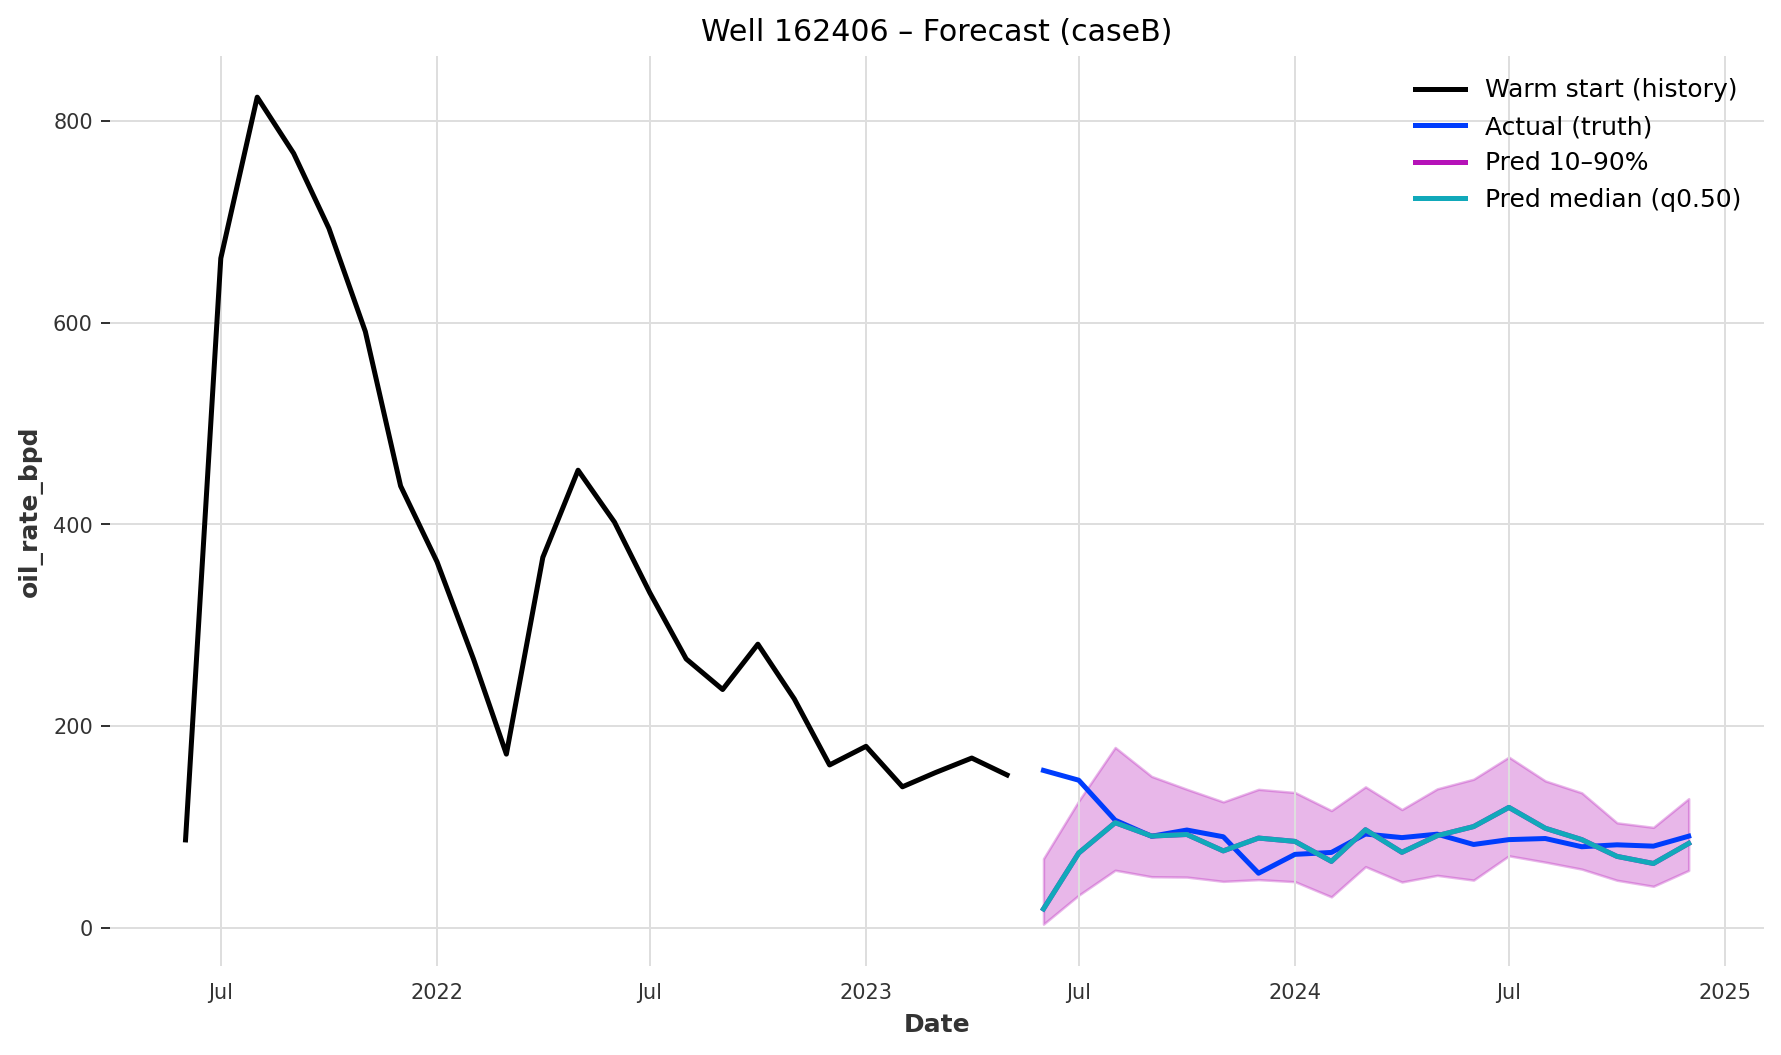 Well 162406 – Forecast (caseB)
Warm start (history)
Actual (truth)
Pred 10–90%
Pred median (q0.50)
oil_rate_bpd
800
600
400
200
0
Jul
2022
Jul
2023
Jul
2024
Jul
2025
Date